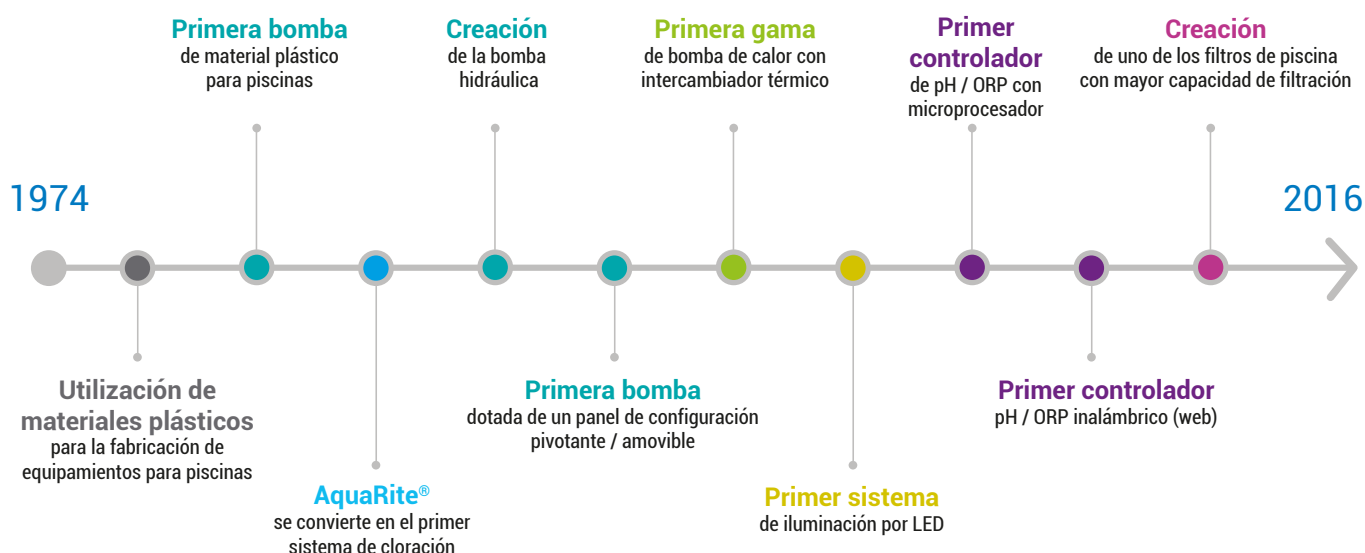 Primera bomba
de material plástico
para piscinas
Creación
de la bomba
hidráulica
Primera gama
de bomba de calor con
intercambiador térmico
Primer
controlador
de pH / ORP con
microprocesador
Creación
de uno de los filtros de piscina
con mayor capacidad de filtración
1974
2016
Utilización de
materiales plásticos
para la fabricación de
equipamientos para piscinas
AquaRite®
se convierte en el primer
sistema de cloración
Primera bomba
dotada de un panel de configuración
pivotante / amovible
Primer sistema
de iluminación por LED
Primer controlador
pH / ORP inalámbrico (web)